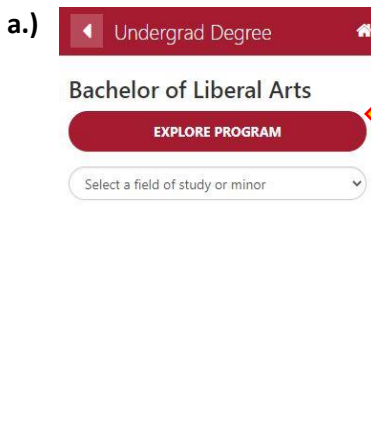 a.)
Undergrad Degree
Bachelor of Liberal Arts
EXPLORE PROGRAM
Select a field of study or minor